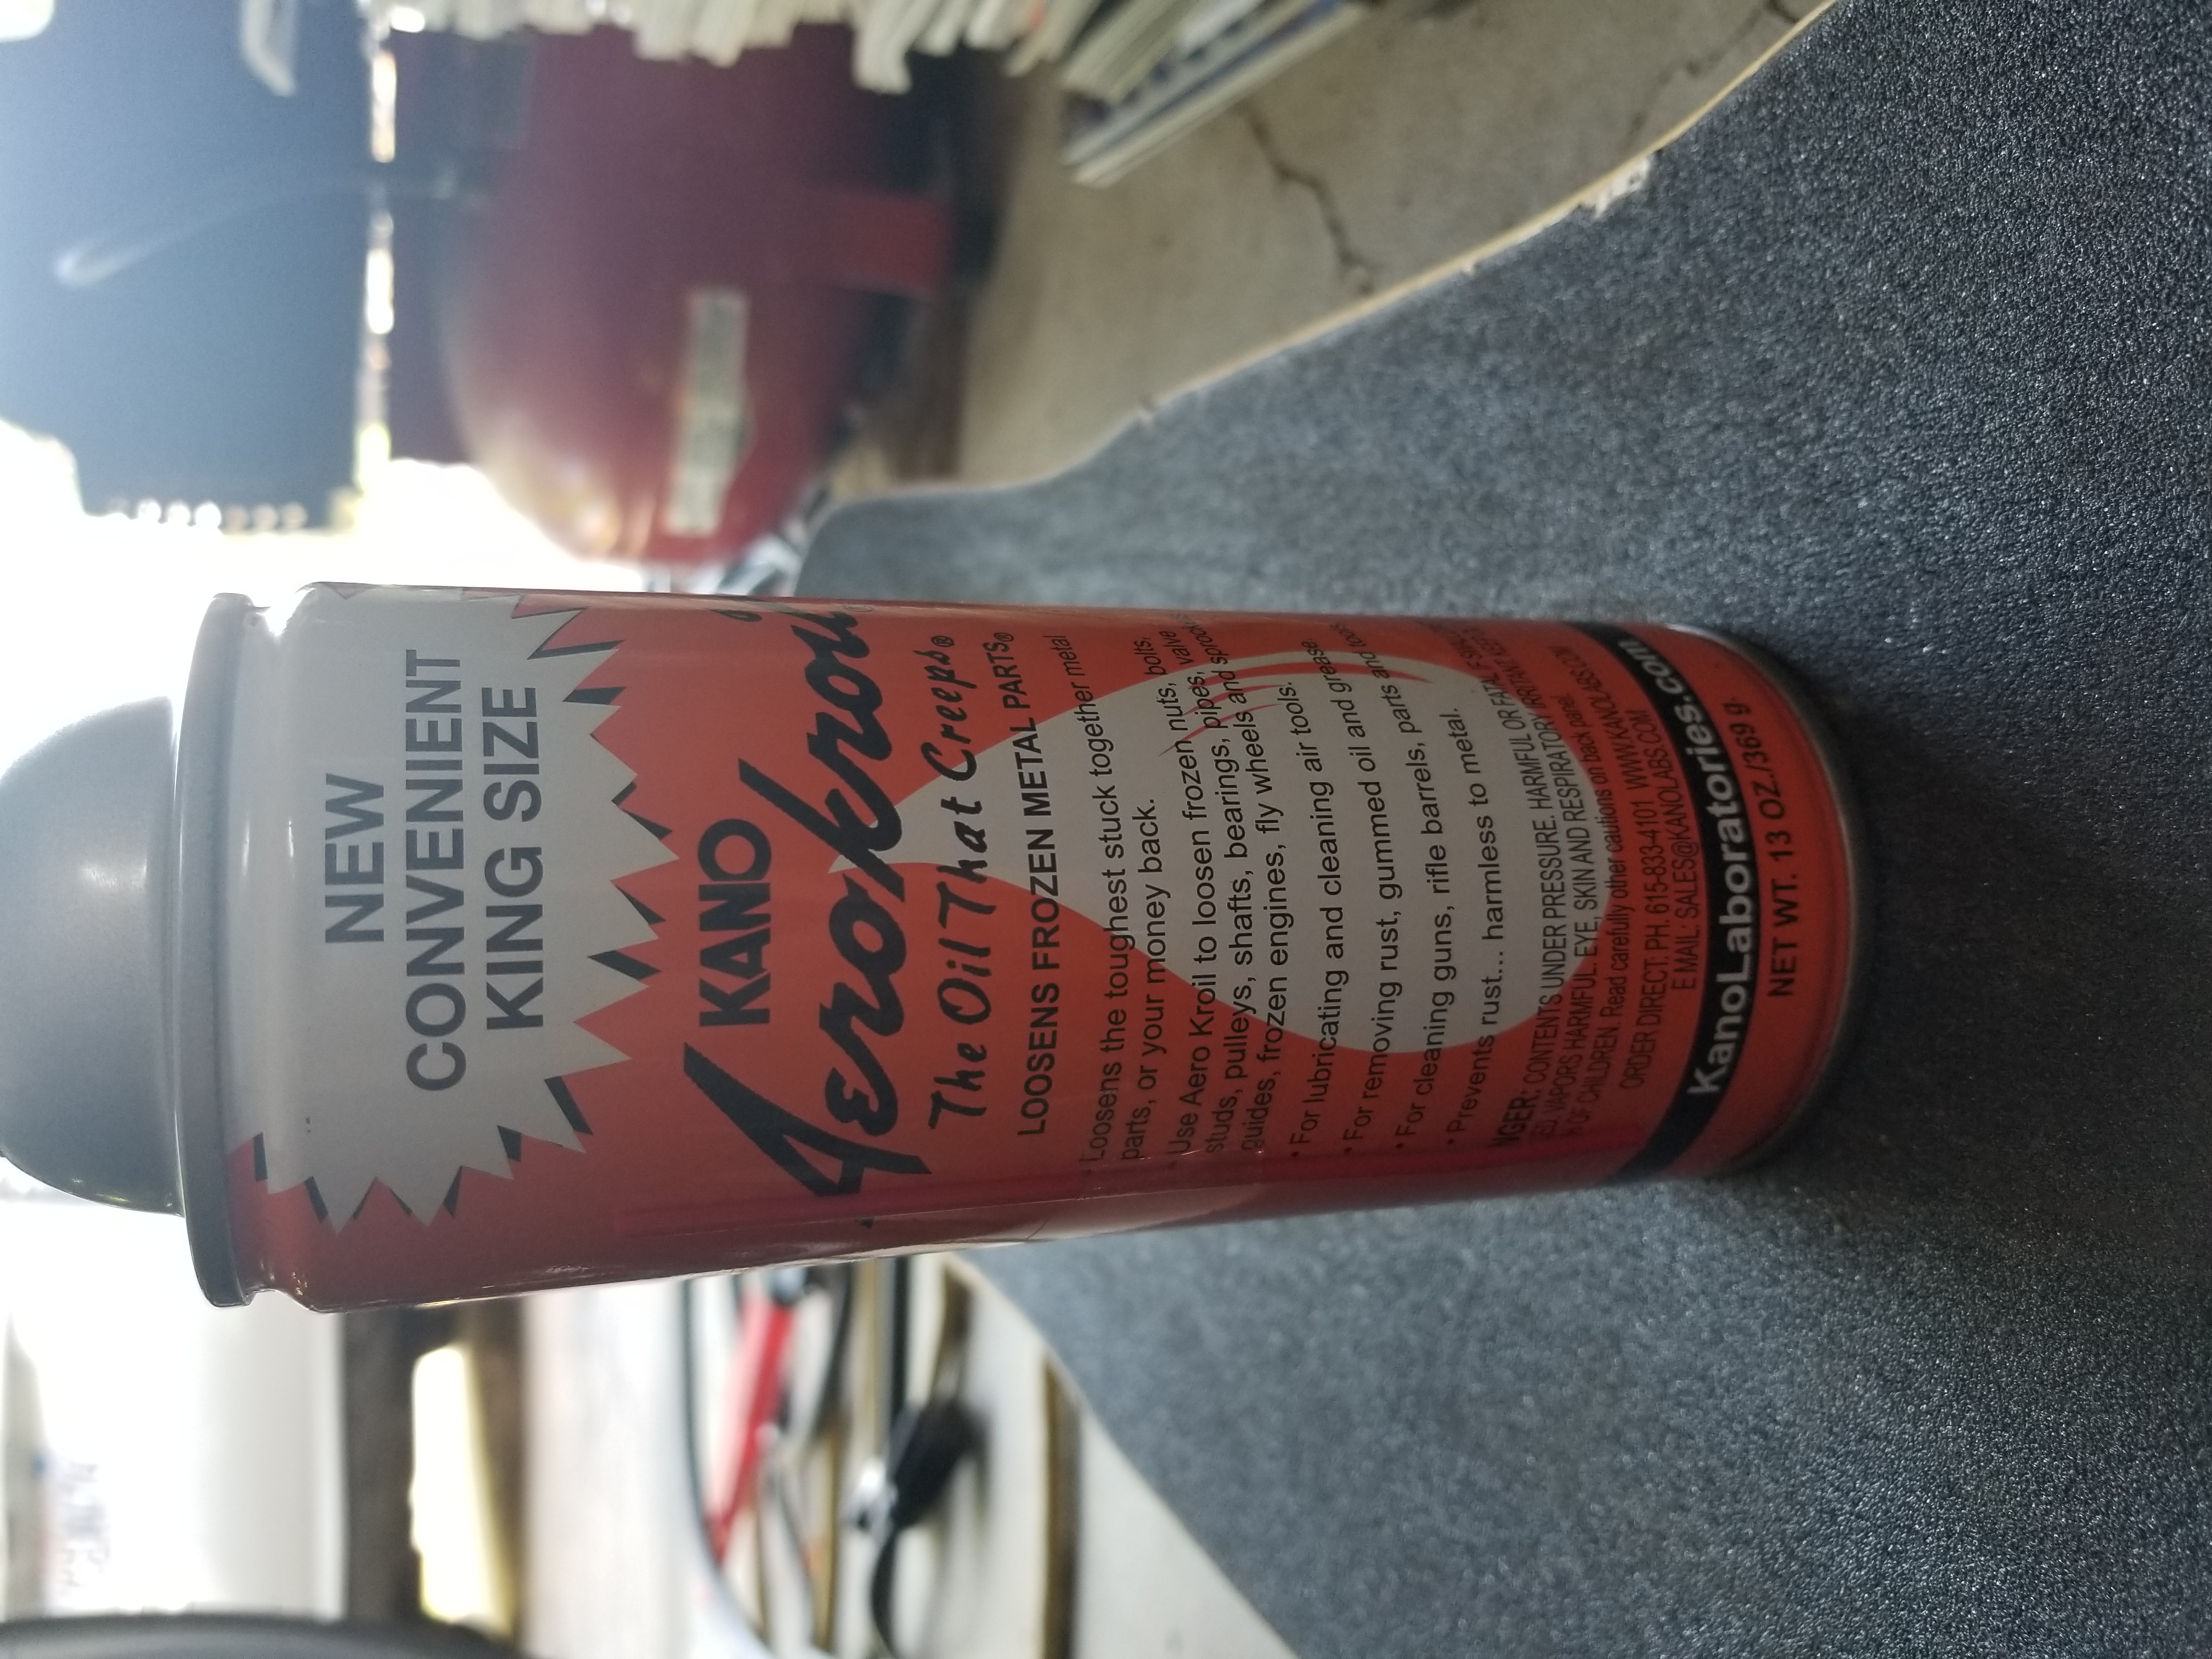 NEW
CONVENIENT
KING SIZE
KANO
Aerokroil
The Oil That Creeps®
LOOSENS FROZEN METAL PARTS®
• Loosens the toughest stuck together metal
parts, or your money back.
• Use Aero Kroil to loosen frozen nuts, bolts,
studs, pulleys, shafts, bearings, pipes, valve
guides, frozen engines, fly wheels and
• For lubricating and cleaning air tools.
• For removing rust, gummed oil and grease
• For cleaning guns, rifle barrels, parts and tools.
• Prevents rust... harmless to metal.
CONTENTS UNDER PRESSURE. HARMFUL OR FATAL
VAPORS HARMFUL. EYE, SKIN AND RESPIRATORY IRRITANT.
OF CHILDREN. Read carefully other cautions on back panel.
ORDER DIRECT: PH. 615-833-4101 WWW.KANOLABS.COM
E MAIL: SALES@KANOLABS.COM
KanoLaboratories.com
NET WT. 13 OZ./369 g.